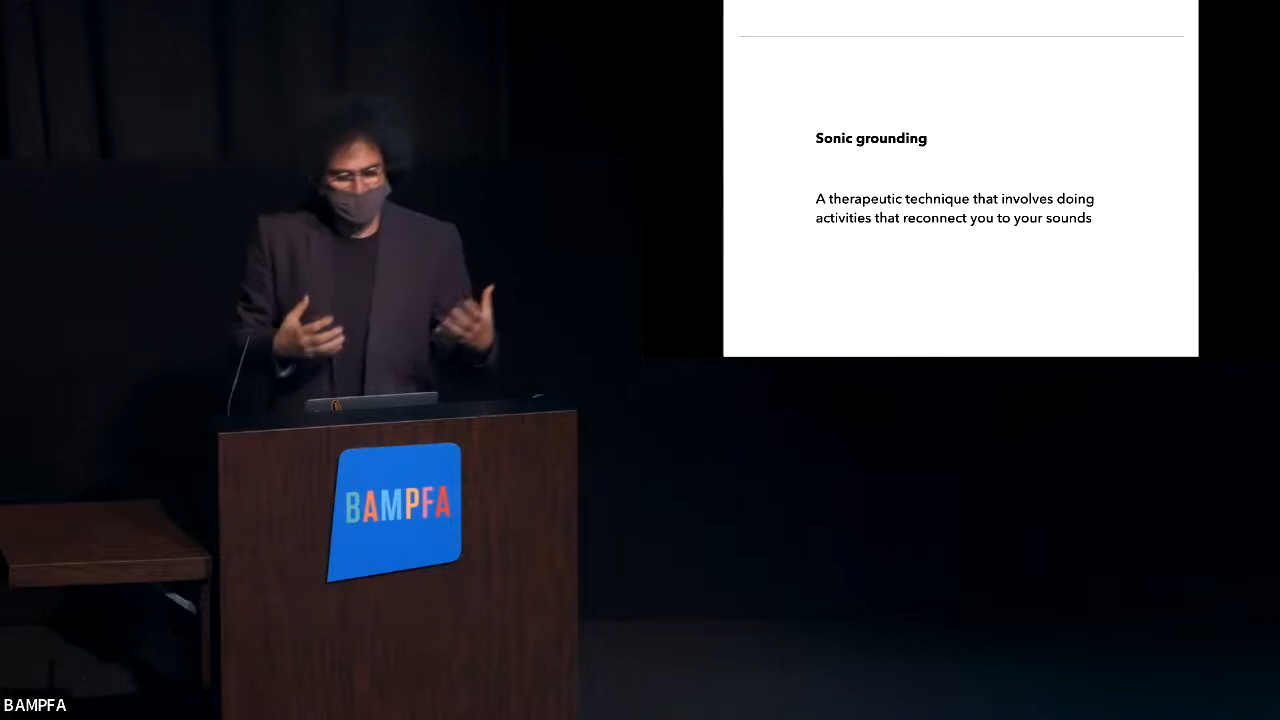 Sonic grounding
A therapeutic technique that involves doing
activities that reconnect you to your sounds
BAMPFA
BAMPFA